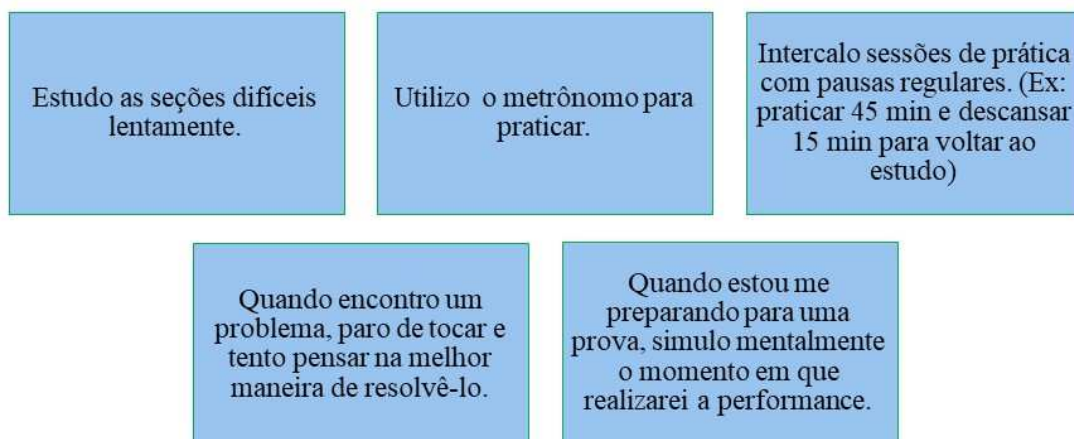 Estudo as seções difíceis
lentamente.
Utilizo o metrônomo para
praticar.
Intercalo sessões de prática
com pausas regulares. (Ex:
praticar 45 min e descansar
15 min para voltar ao
estudo)
Quando encontro um
problema, paro de tocar e
tento pensar na melhor
maneira de resolvê-lo.
Quando estou me
preparando para uma
prova, simulo mentalmente
o momento em que
realizarei a performance.